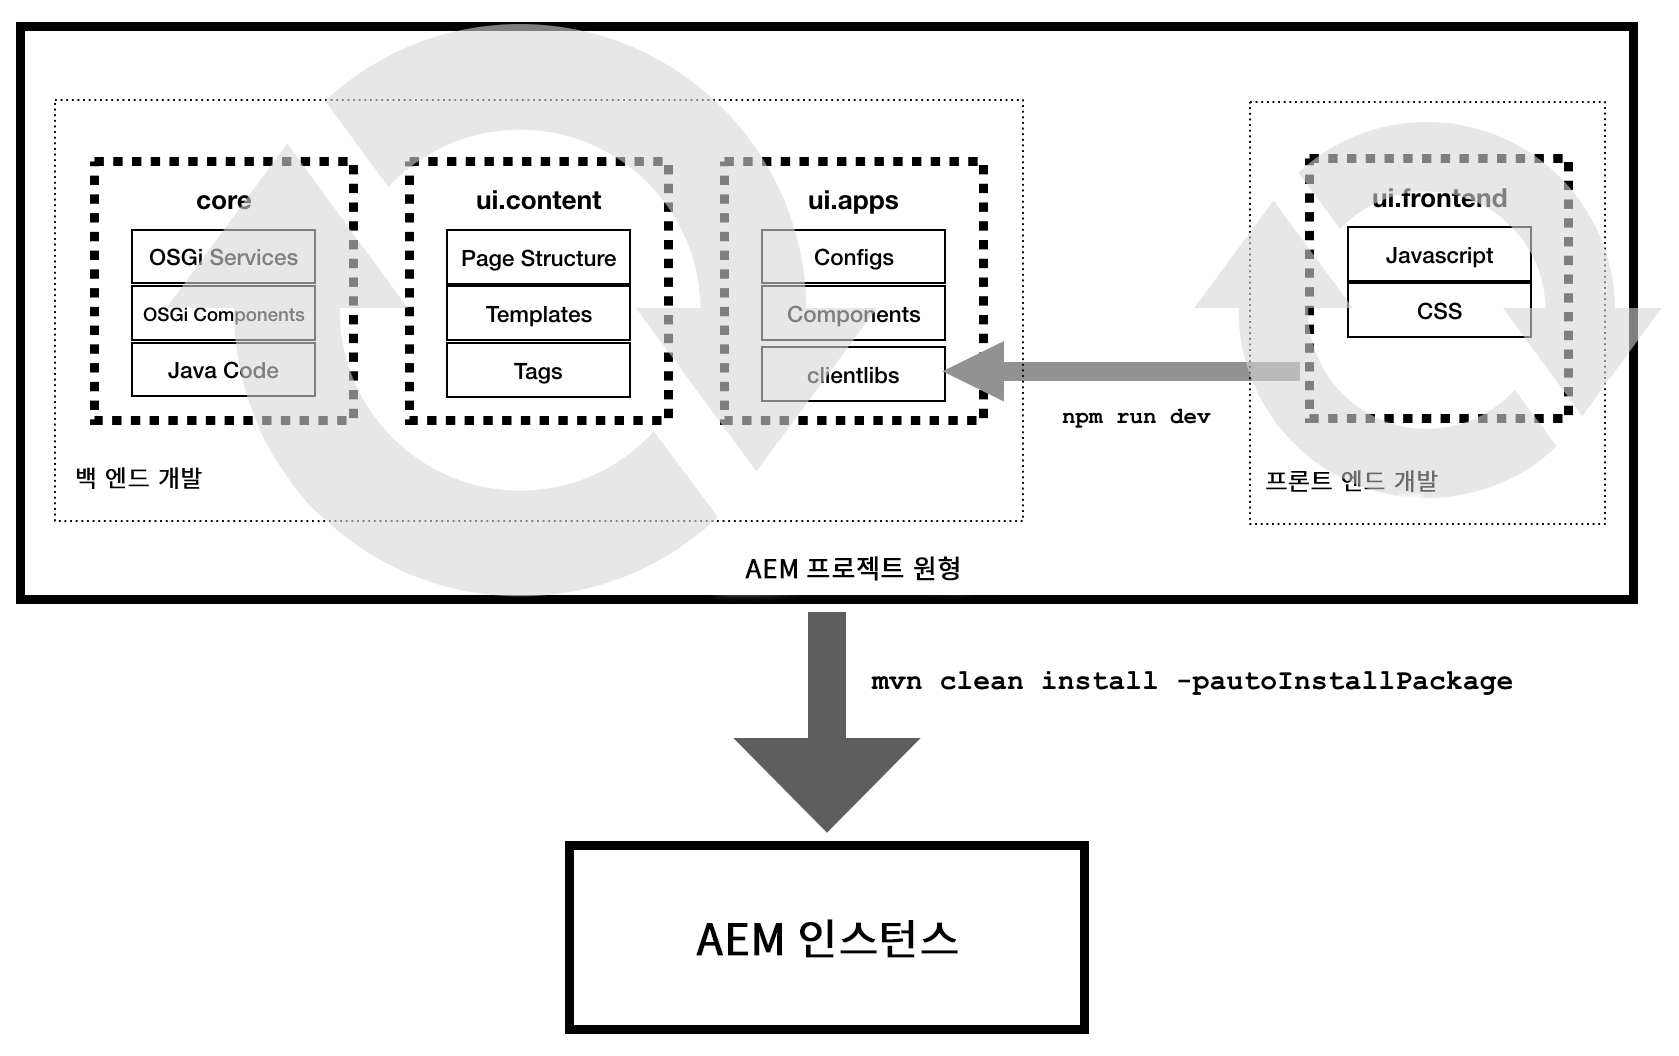 core
OSGi Services
OSGi Components
Java Code
ui.content
Page Structure
Templates
Tags
ui.apps
Configs
Components
clientlibs
백 엔드 개발
npm run dev
ui.frontend
Javascript
CSS
프론트 엔드 개발
AEM 프로젝트 원형
mvn clean install -pautoInstallPackage
AEM 인스턴스